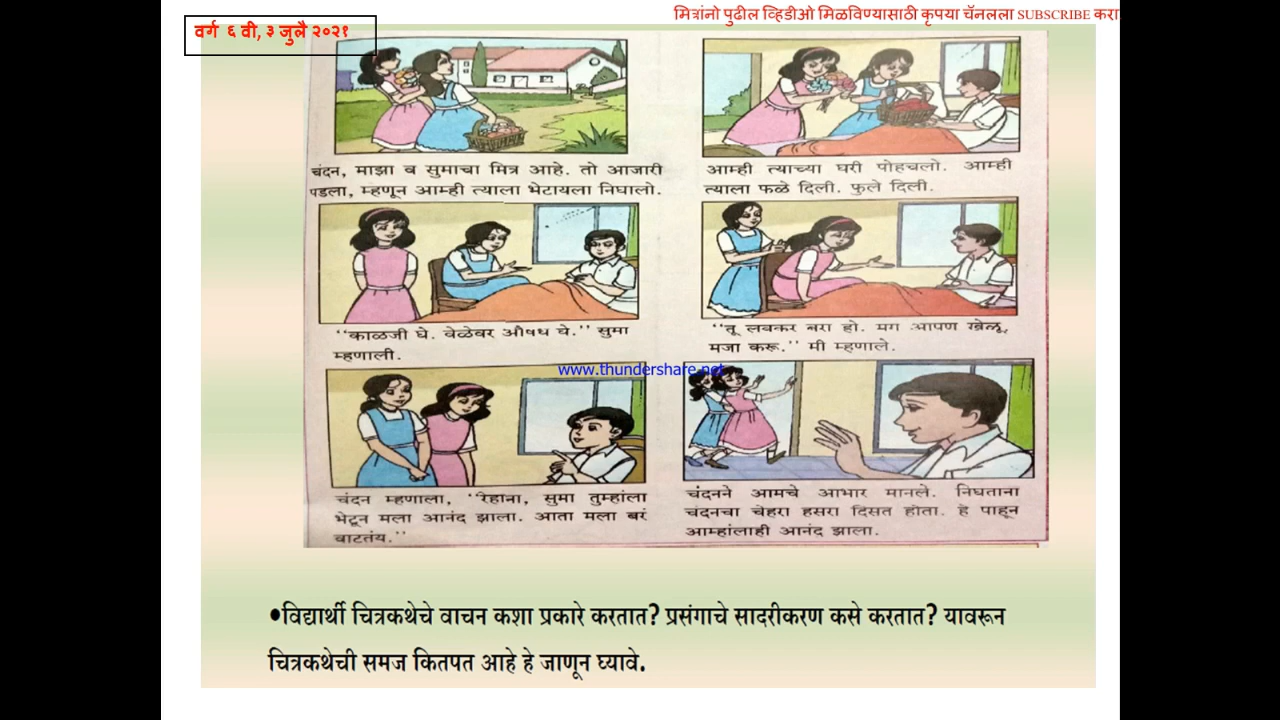 मित्रांनो पुढील व्हिडीओ मिळविण्यासाठी कृपया चॅनलला SUBSCRIBE करा
वर्ग ६ वी, ३ जुलै २०२१
चंदन, माझा व सुमाचा मित्र आहे. तो आजारी
पडला, म्हणून आम्ही त्याला भेटायला निघालो.
आम्ही त्याच्या घरी पोहचलो. आम्ही
त्याला फळे दिली. फुले दिली.
“काळजी घे. वेळेवर औषध घे.” सुमा
म्हणाली.
“तू लवकर बरा हो. मग आपण खेळू,
मजा करू.” मी म्हणाले.
www.thundershare.net
चंदन म्हणाला, “रेहाना, सुमा तुम्हांला
भेटून मला आनंद झाला. आता मला बरं
वाटतंय.”
चंदनने आमचे आभार मानले. निघताना
चंदनचा चेहरा हसरा दिसत होता. हे पाहून
आम्हांलाही आनंद झाला.
•विद्यार्थी चित्रकथेचे वाचन कशा प्रकारे करतात? प्रसंगाचे सादरीकरण कसे करतात? यावरून
चित्रकथेची समज कितपत आहे हे जाणून घ्यावे.